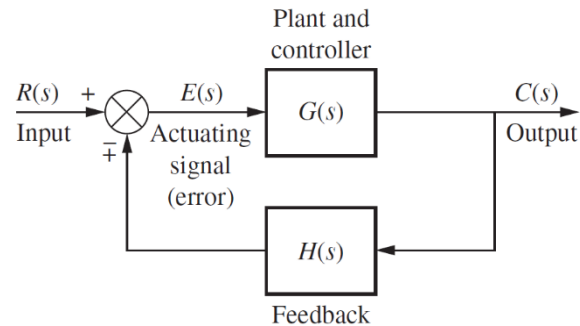 Plant and
controller
R(s) + E(s) G(s) C(s)
Input ∓ Actuating Output
signal
(error)
H(s)
Feedback